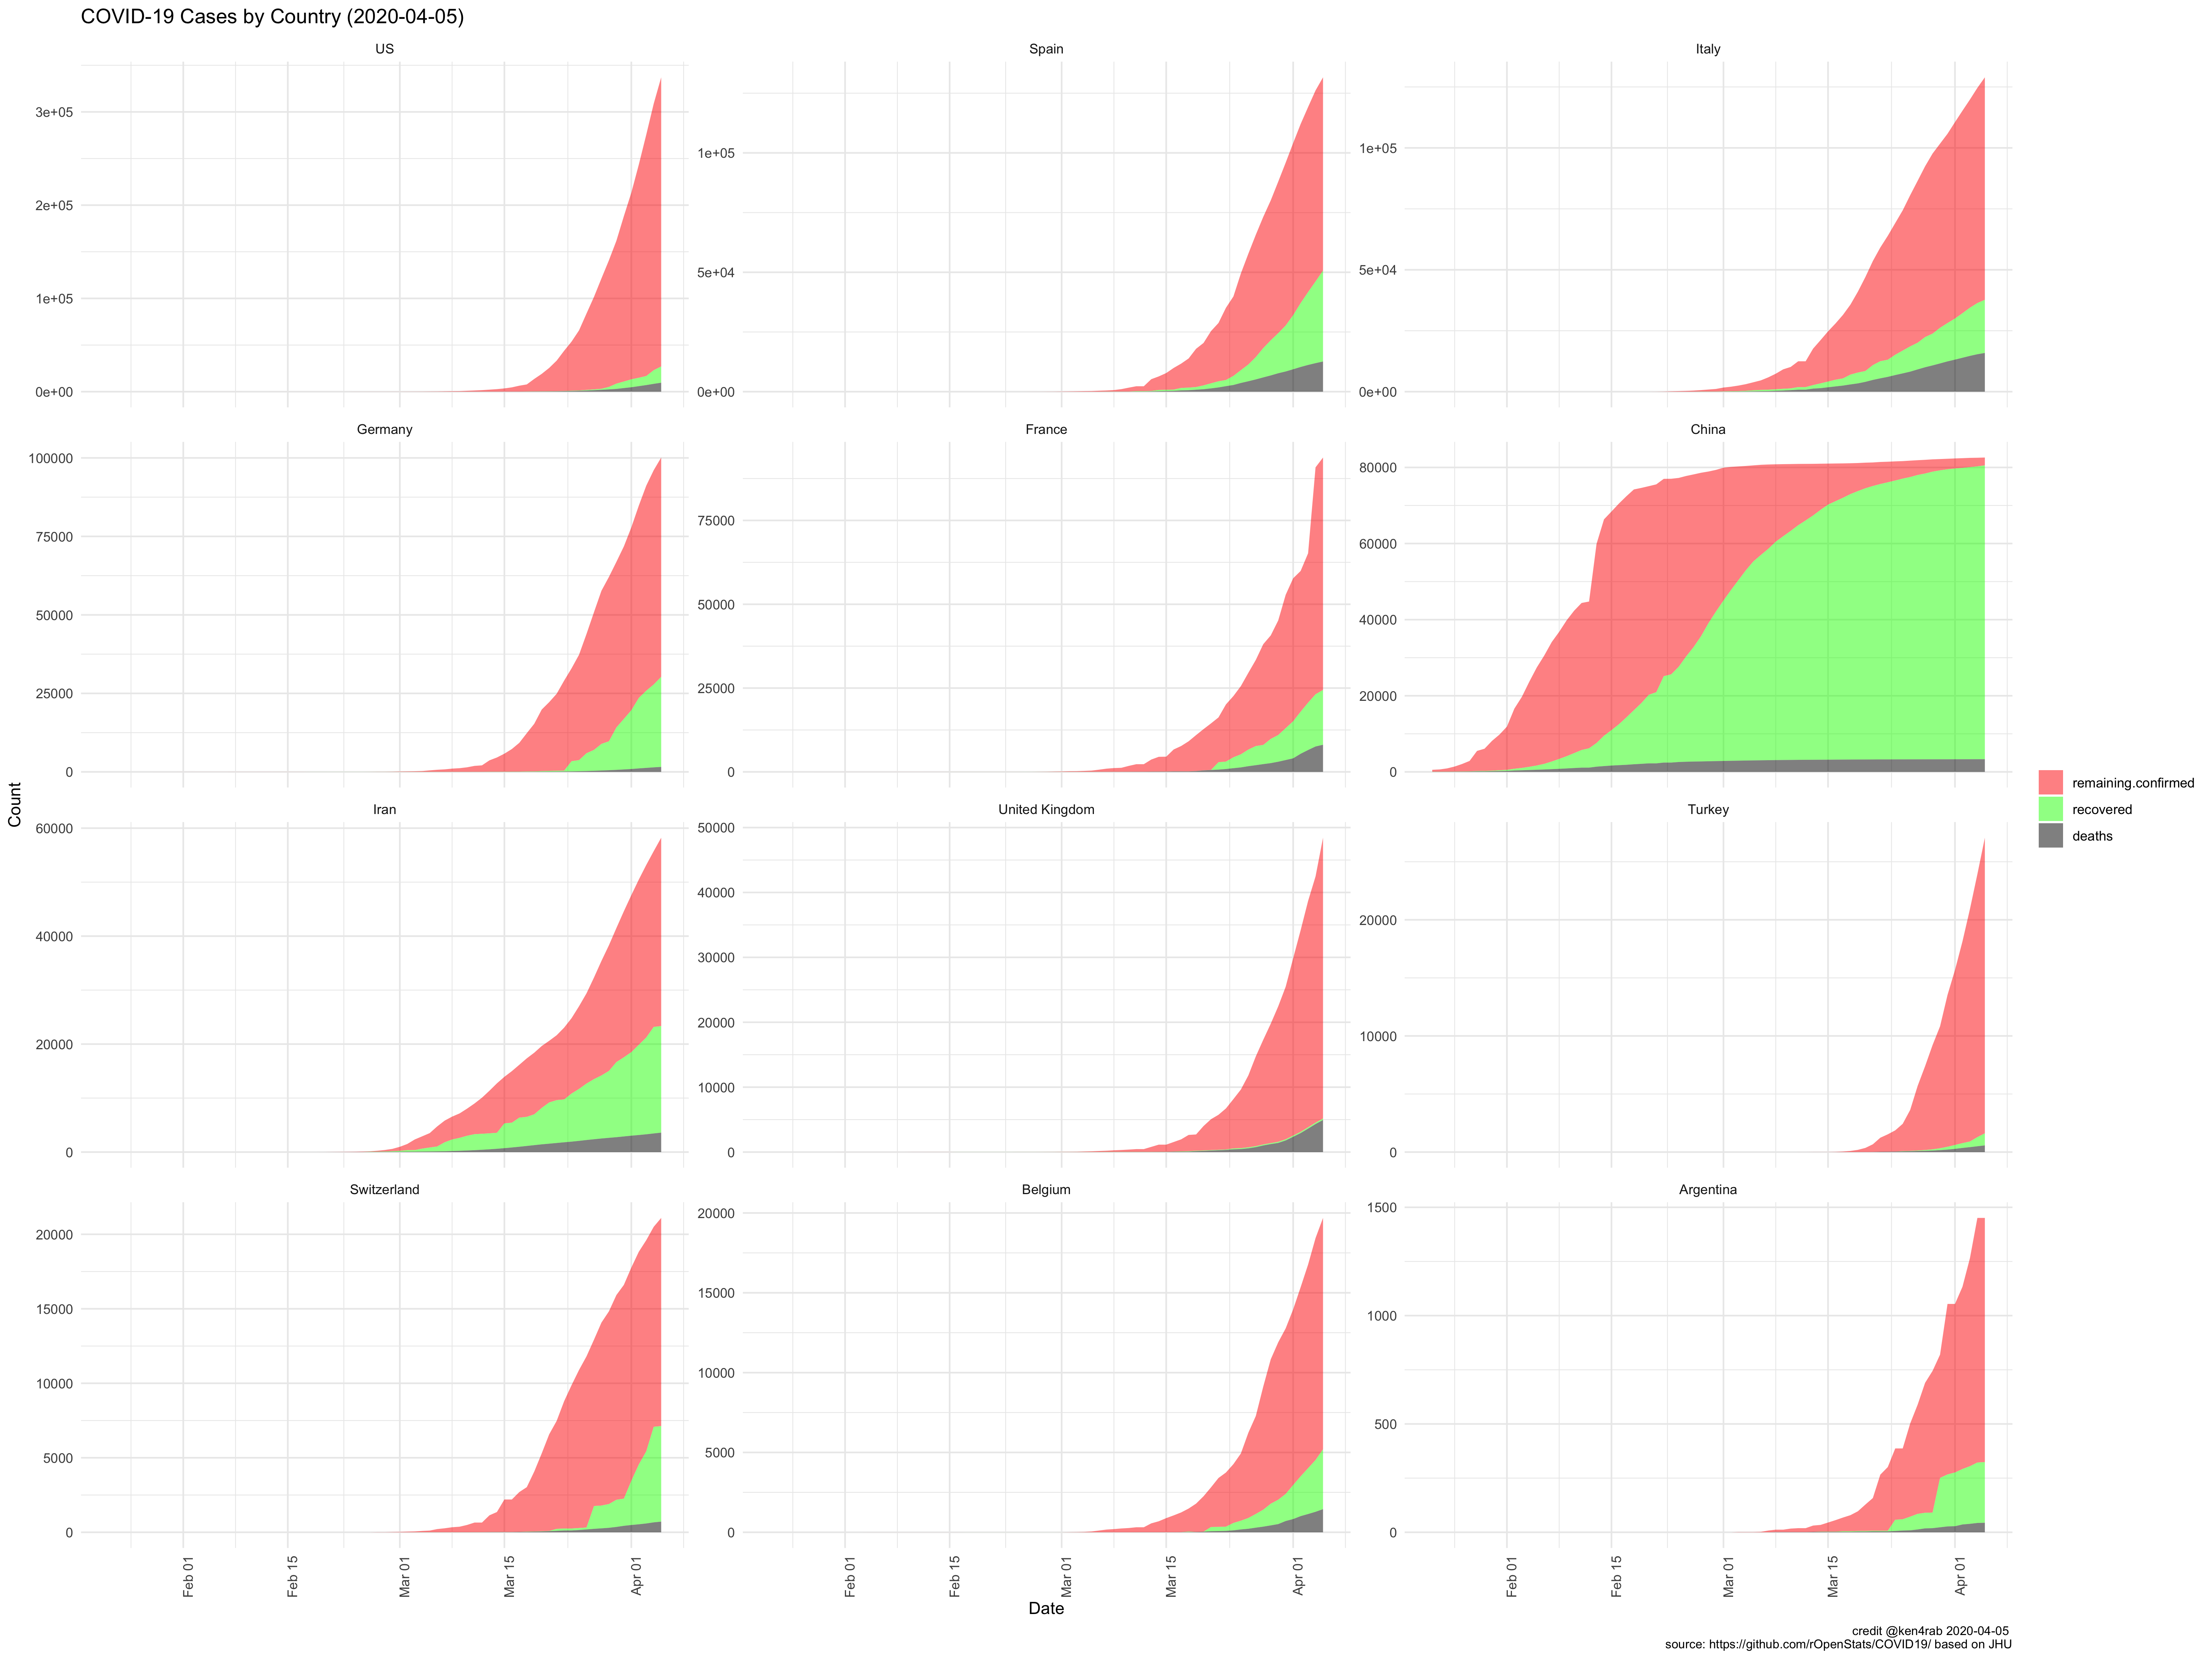 COVID-19 Cases by Country (2020-04-05)
US
Spain
Italy
3e+05
2e+05
1e+05
0e+00
1e+05
5e+04
0e+00
1e+05
5e+04
0e+00
Germany
France
China
100000
75000
50000
25000
0
75000
50000
25000
0
80000
60000
40000
20000
0
Iran
United Kingdom
Turkey
60000
40000
20000
0
50000
40000
30000
20000
10000
0
20000
10000
0
Switzerland
Belgium
Argentina
20000
15000
10000
5000
0
20000
15000
10000
5000
0
1500
1000
500
0
Feb 01
Feb 15
Mar 01
Mar 15
Apr 01
Feb 01
Feb 15
Mar 01
Mar 15
Apr 01
Feb 01
Feb 15
Mar 01
Mar 15
Apr 01
Count
Date
remaining.confirmed
recovered
deaths
credit @ken4rab 2020-04-05
source: https://github.com/rOpenStats/COVID19/ based on JHU